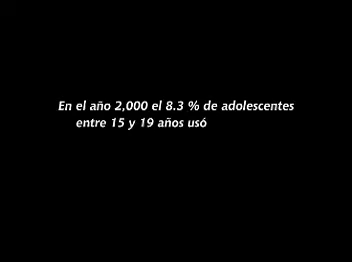 En el año 2,000 el 8.3 % de adolescentes
entre 15 y 19 años usó